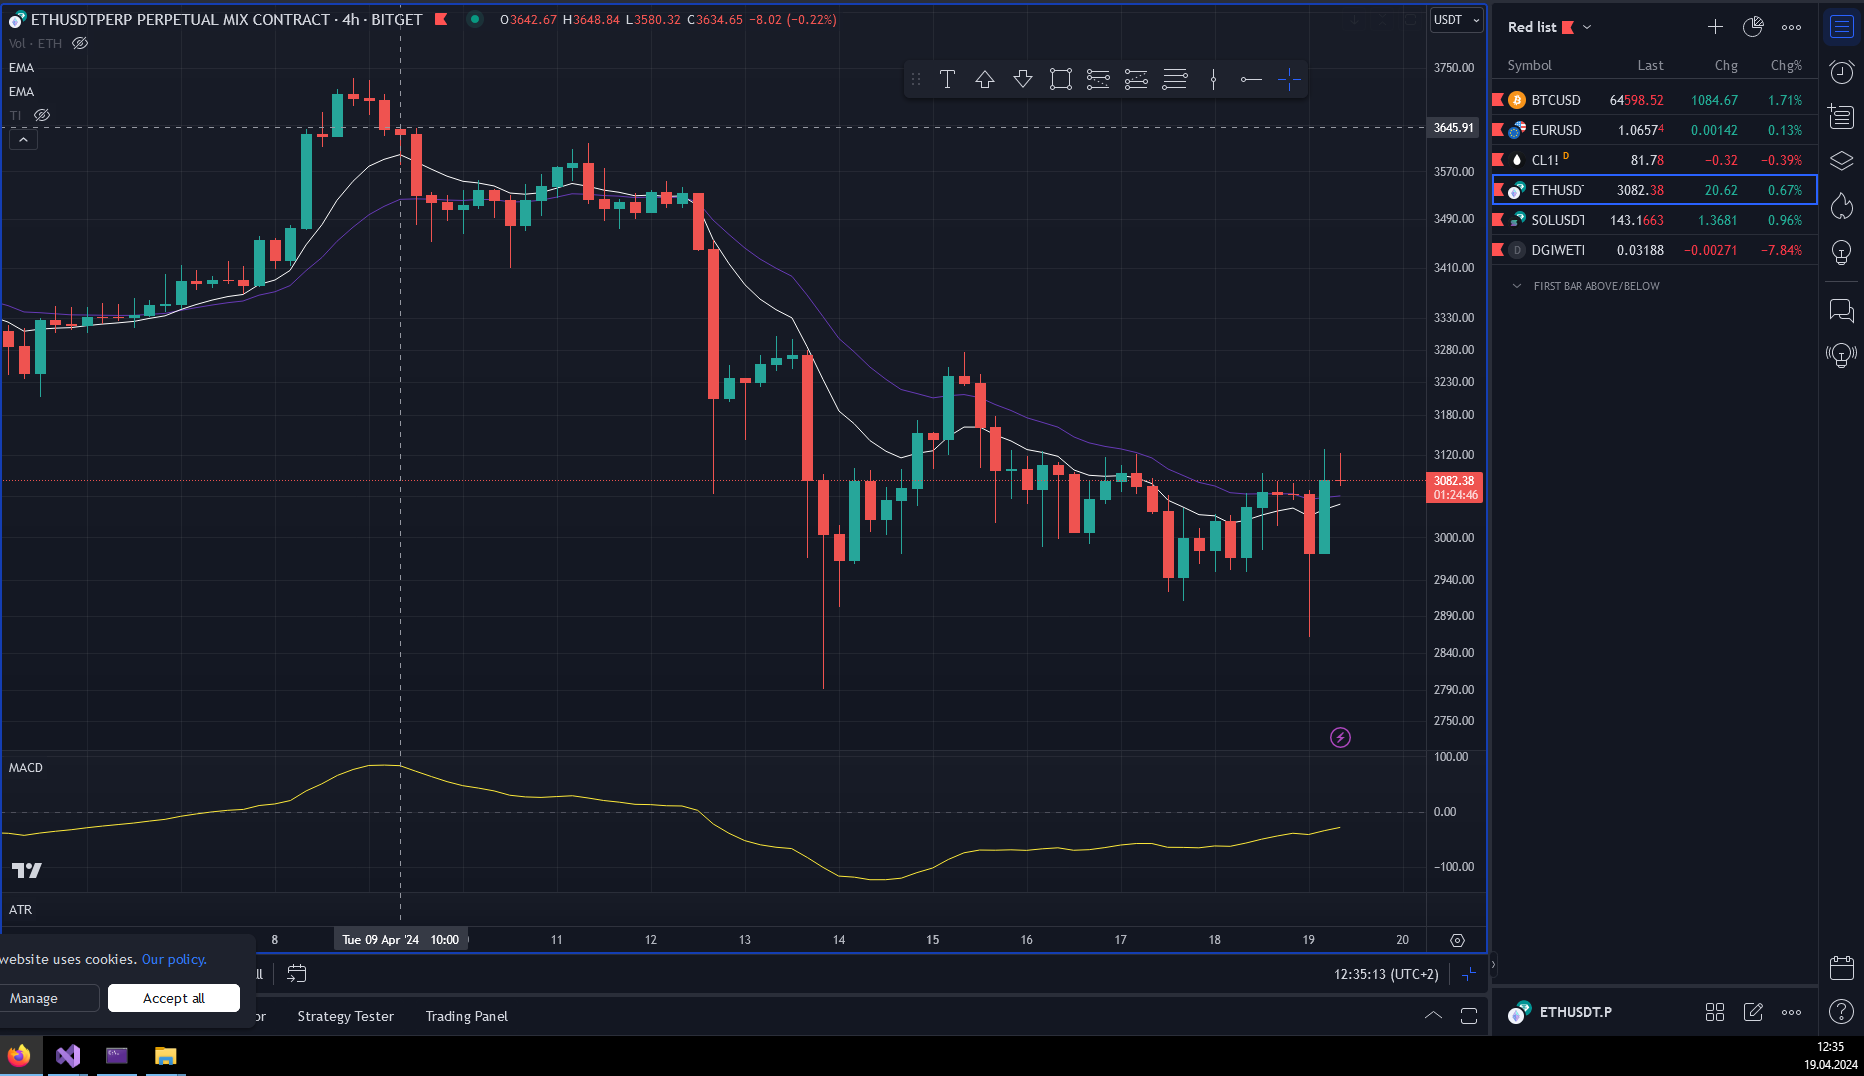 ETHUSDTPERP PERPETUAL MIX CONTRACT · 4h · BITGET O3642.67 H3648.84 L3580.32 C3634.65 −8.02 (−0.22%)
USDT
Vol · ETH
EMA
EMA
TI
3750.00
3645.91
3570.00
3490.00
3410.00
3330.00
3280.00
3230.00
3180.00
3120.00
3082.38
01:24:46
3000.00
2940.00
2890.00
2840.00
2790.00
2750.00
MACD
100.00
0.00
−100.00
ATR
8 Tue 09 Apr '24 10:00 11 12 13 14 15 16 17 18 19 20
website uses cookies. Our policy.
Manage Accept all
12:35:13 (UTC+2)
Strategy Tester Trading Panel
Red list
Symbol Last Chg Chg%
BTCUSD 64598.52 1084.67 1.71%
EURUSD 1.06574 0.00142 0.13%
CL1! D 81.78 −0.32 −0.39%
ETHUSDT 3082.38 20.62 0.67%
SOLUSDT 143.1663 1.3681 0.96%
D DGIWETI 0.03188 −0.00271 −7.84%
FIRST BAR ABOVE/BELOW
ETHUSDT.P
12:35
19.04.2024